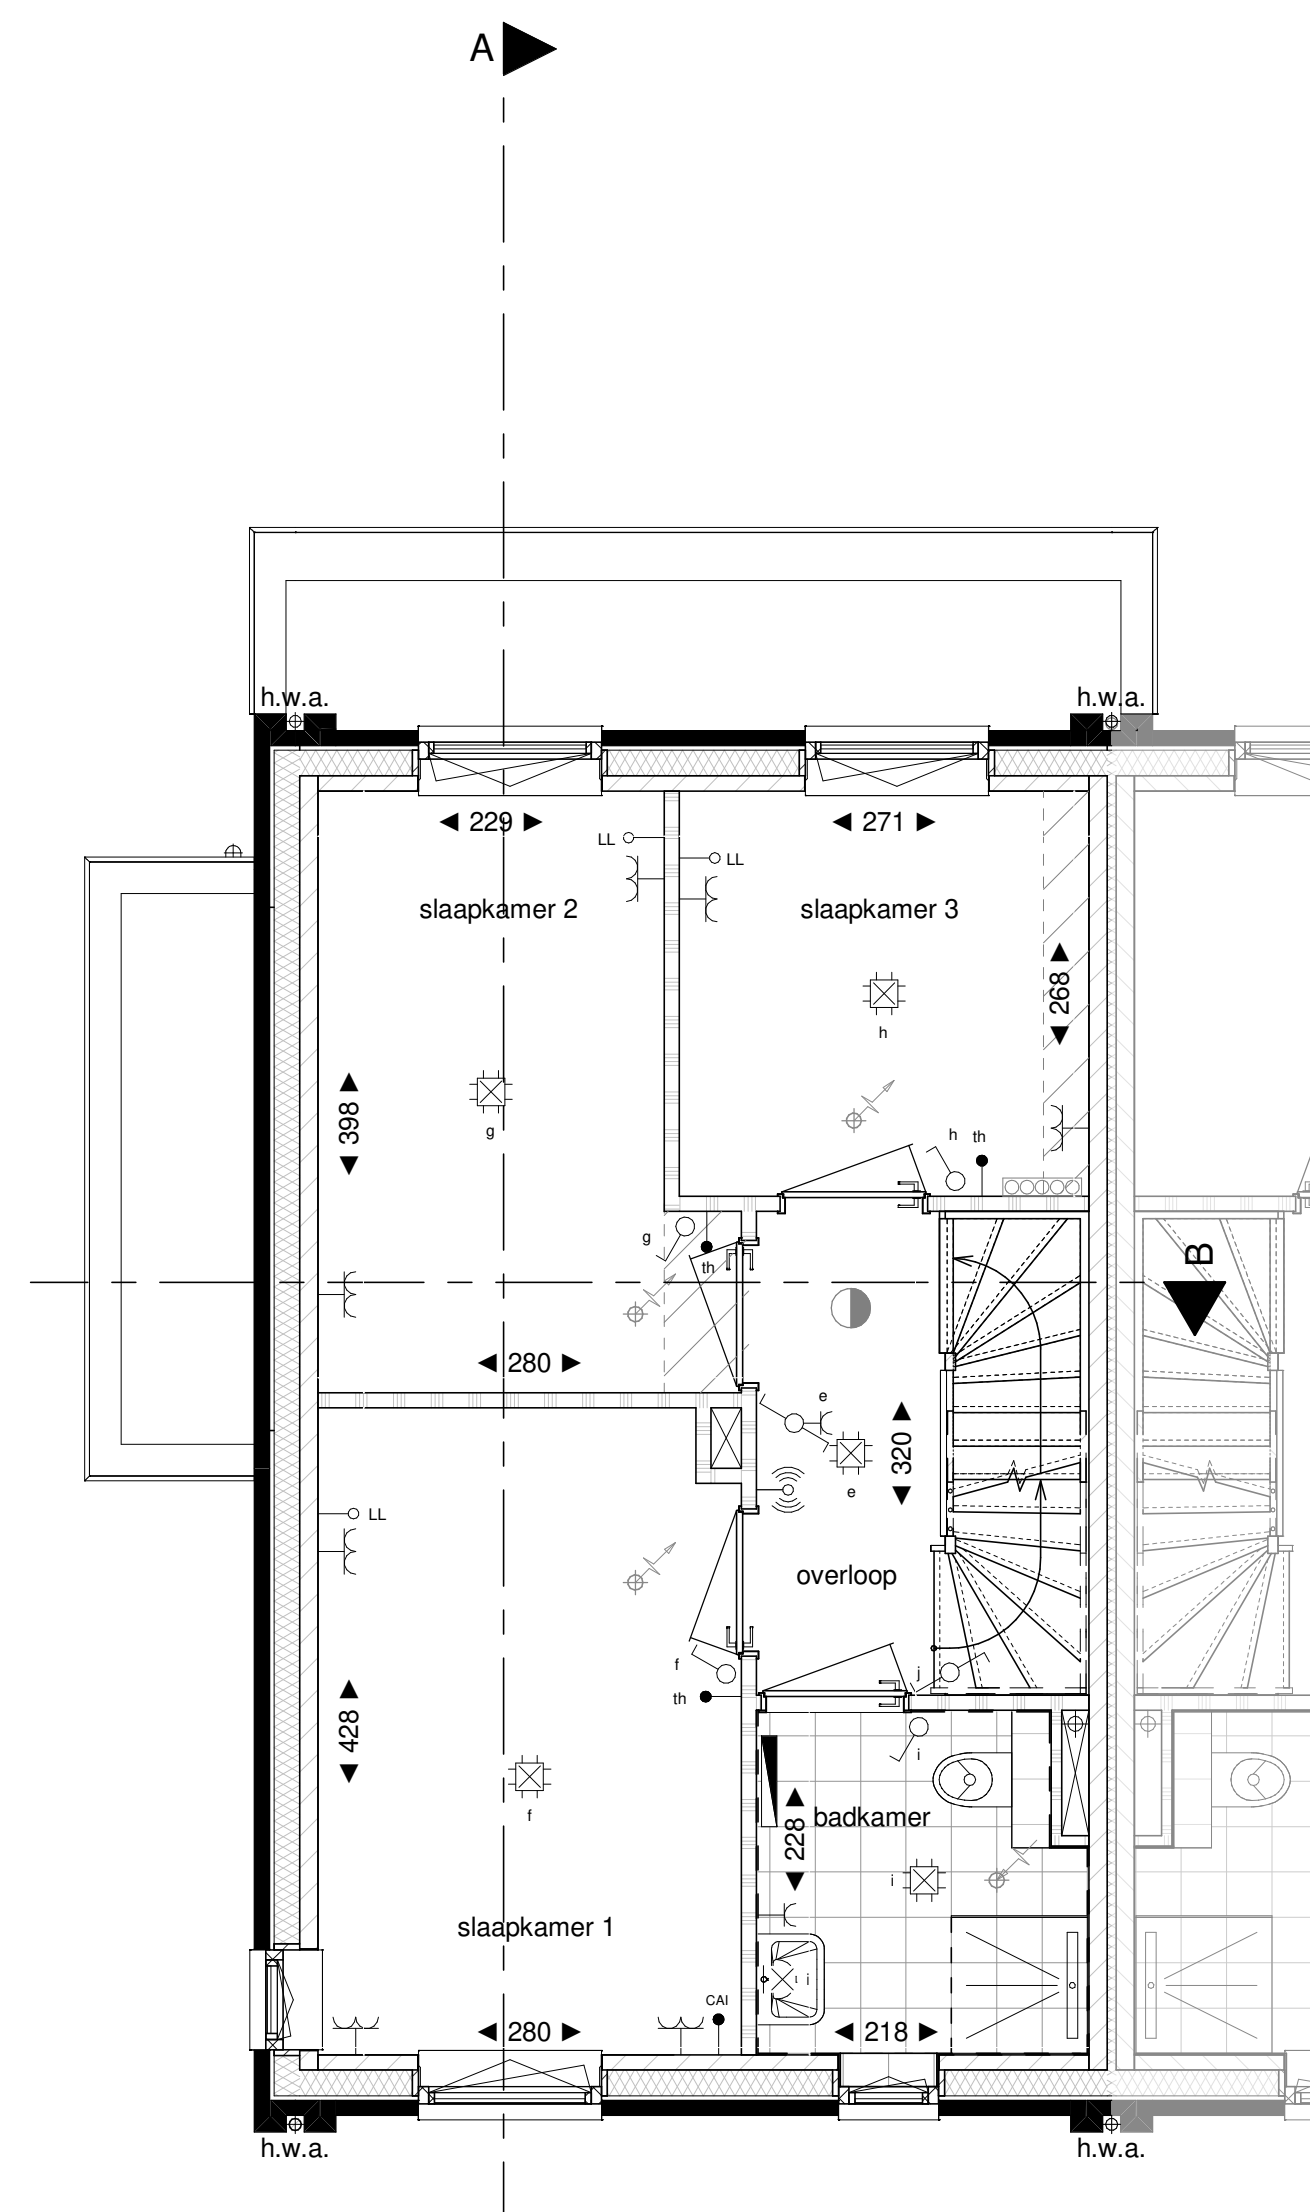 A
h.w.a. h.w.a.
229 271
LL
LL
slaapkamer 2 slaapkamer 3
268
h
398
g
h th
g
th
B
280
e
320
e
LL
overloop
f
j
th
i
428
f
badkamer
228
i
slaapkamer 1
i
CAI
280 218
h.w.a. h.w.a.